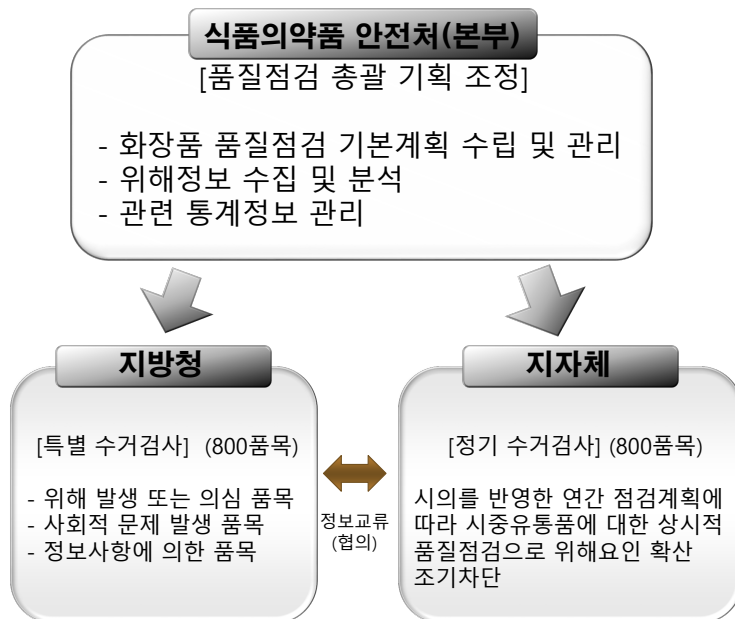 식품의약품 안전처(본부)
[품질점검 총괄 기획 조정]
- 화장품 품질점검 기본계획 수립 및 관리
- 위해정보 수집 및 분석
- 관련 통계정보 관리
지방청
[특별 수거검사] (800품목)
- 위해 발생 또는 의심 품목
- 사회적 문제 발생 품목
- 정보사항에 의한 품목
정보교류
(협의)
지자체
[정기 수거검사] (800품목)
시의를 반영한 연간 점검계획에
따라 시중유통품에 대한 상시적
품질점검으로 위해요인 확산
조기차단